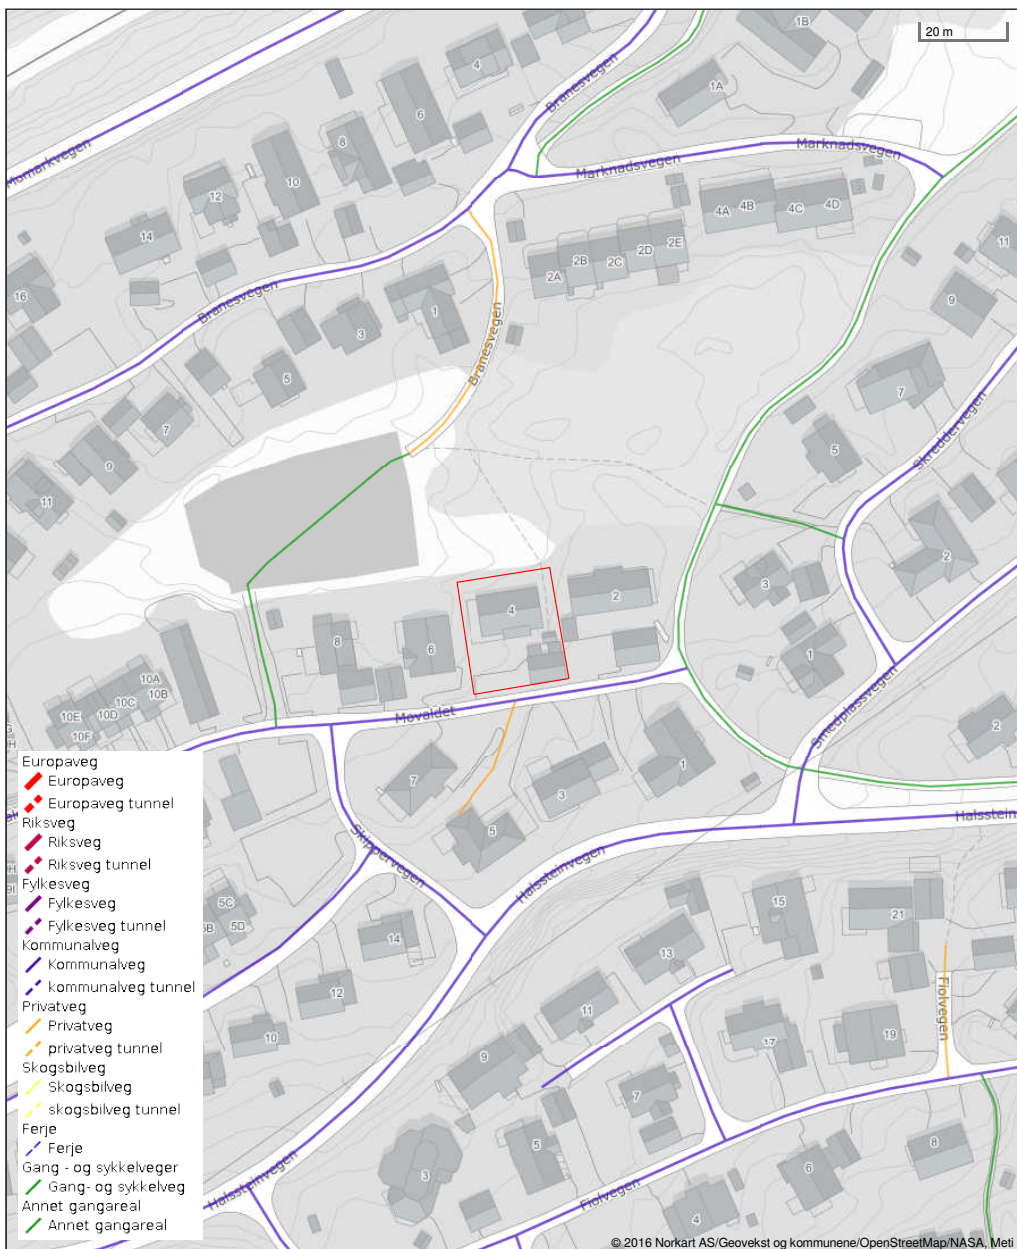 20 m
1B
4
1A
Branesvegen
6
8
Marknadsvegen
Marknadsvegen
Momarkvegen
10
12
4A
4B
4C
4D
14
2A
2B
2C
2D
2E
11
16
Branesvegen
9
1
3
Branesvegen
5
7
7
Skreddervegen
5
9
11
2
3
4
2
8
6
1
10A
10B
10C
10D
10E
10F
Movaldet
Smedplassvegen
2
1
7
3
5
Halsstein
Skippervegen
Halssteinvegen
5C
5D
5B
14
15
21
13
12
11
Fiolvegen
10
17
19
9
7
5
8
3
6
Halssteinvegen
Fiolvegen
4
Europaveg
Europaveg
Europaveg tunnel
Riksveg
Riksveg
Riksveg tunnel
Fylkesveg
Fylkesveg
Fylkesveg tunnel
Kommunalveg
Kommunalveg
kommunalveg tunnel
Privatveg
Privatveg
privatveg tunnel
Skogsbilveg
Skogsbilveg
skogsbilveg tunnel
Ferje
Ferje
Gang - og sykkelveger
Gang- og sykkelveg
Annet gangareal
Annet gangareal
© 2016 Norkart AS/Geovekst og kommunene/OpenStreetMap/NASA, Meti